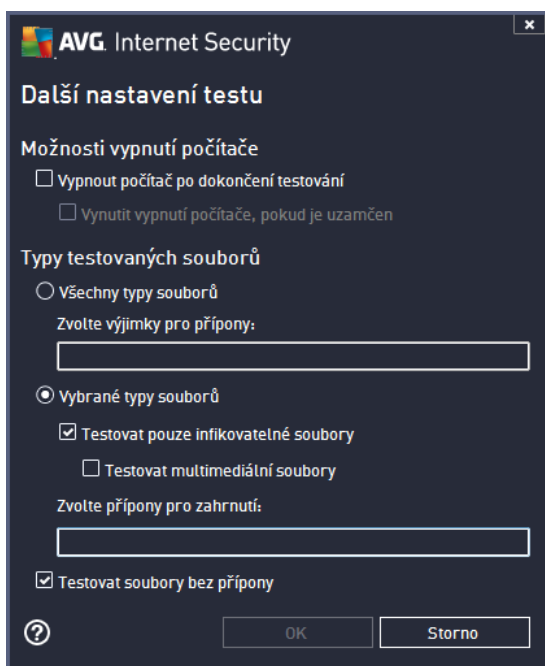 AVG. Internet Security
Další nastavení testu
Možnosti vypnutí počítače
Vypnout počítač po dokončení testování
Vynutit vypnutí počítače, pokud je uzamčen
Typy testovaných souborů
Všechny typy souborů
Zvolte výjimky pro přípony:
Vybrané typy souborů
Testovat pouze infikovatelné soubory
Testovat multimediální soubory
Zvolte přípony pro zahrnutí:
Testovat soubory bez přípony
OK
Storno